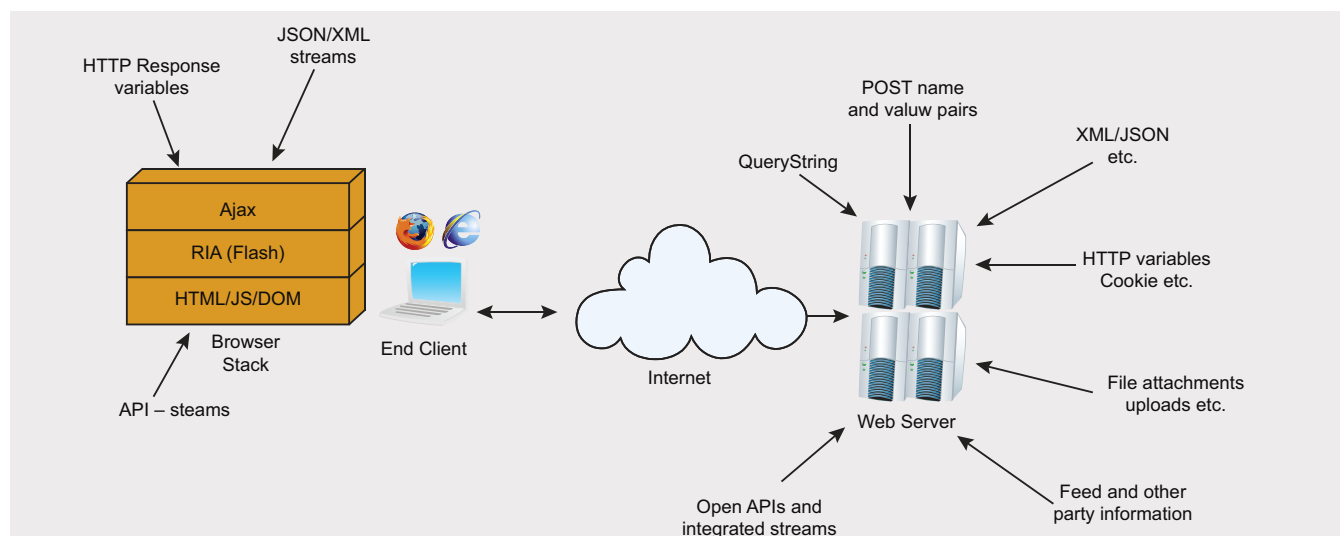 JSON/XML
streams
HTTP Response
variables
Ajax
RIA (Flash)
HTML/JS/DOM
Browser
Stack
API – steams
End Client
Internet
POST name
and valuw pairs
QueryString
XML/JSON
etc.
HTTP variables
Cookie etc.
File attachments
uploads etc.
Web Server
Feed and other
party information
Open APIs and
integrated streams